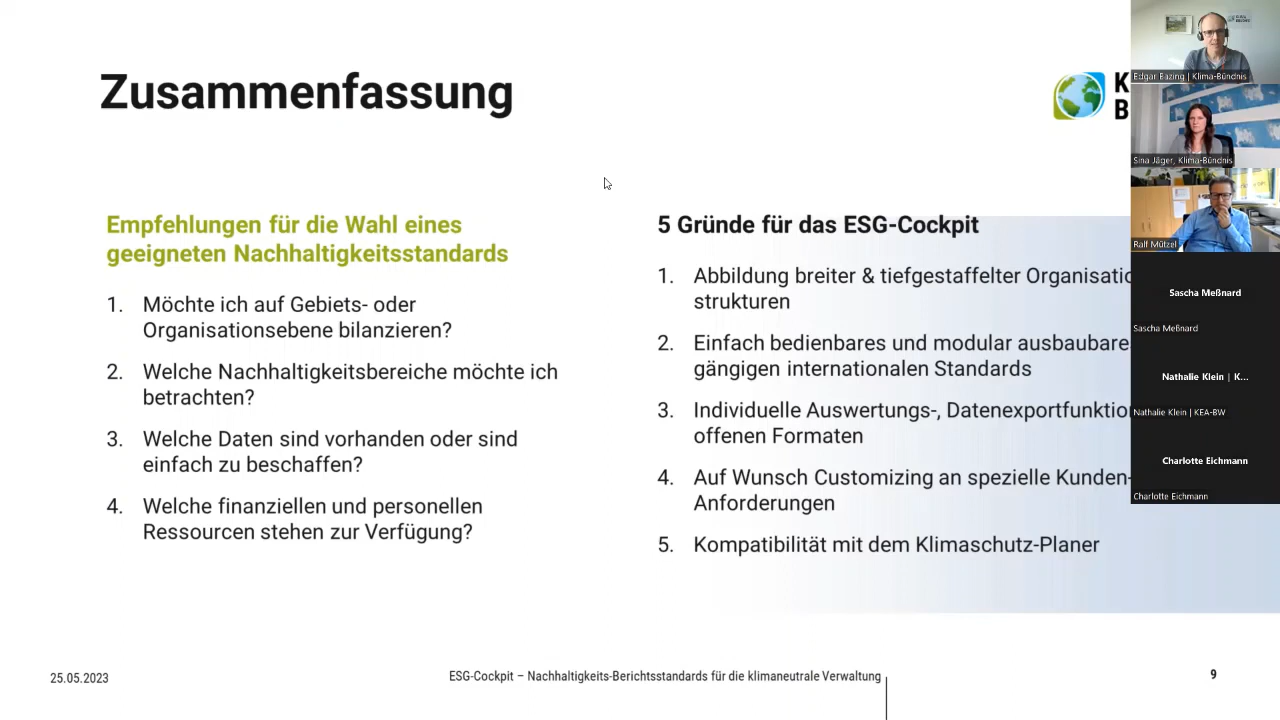 Zusammenfassung
K
B
Empfehlungen für die Wahl eines
geeigneten Nachhaltigkeitsstandards
1. Möchte ich auf Gebiets- oder
Organisationsebene bilanzieren?
2. Welche Nachhaltigkeitsbereiche möchte ich
betrachten?
3. Welche Daten sind vorhanden oder sind
einfach zu beschaffen?
4. Welche finanziellen und personellen
Ressourcen stehen zur Verfügung?
5 Gründe für das ESG-Cockpit
1. Abbildung breiter & tiefgestaffelter Organisatio
strukturen
2. Einfach bedienbares und modular ausbaubare
gängigen internationalen Standards
3. Individuelle Auswertungs-, Datenexportfunktion
offenen Formaten
4. Auf Wunsch Customizing an spezielle Kunden-
Anforderungen
5. Kompatibilität mit dem Klimaschutz-Planer
Edgar Eazing | Klima-Bündnis
Sina Jäger, Klima-Bündnis
Ralf Mützel
Sascha Meßnard
Sascha Meßnard
Nathalie Klein | K...
Nathalie Klein | KEA-BW
Charlotte Eichmann
Charlotte Eichmann
25.05.2023
ESG-Cockpit – Nachhaltigkeits-Berichtsstandards für die klimaneutrale Verwaltung
9